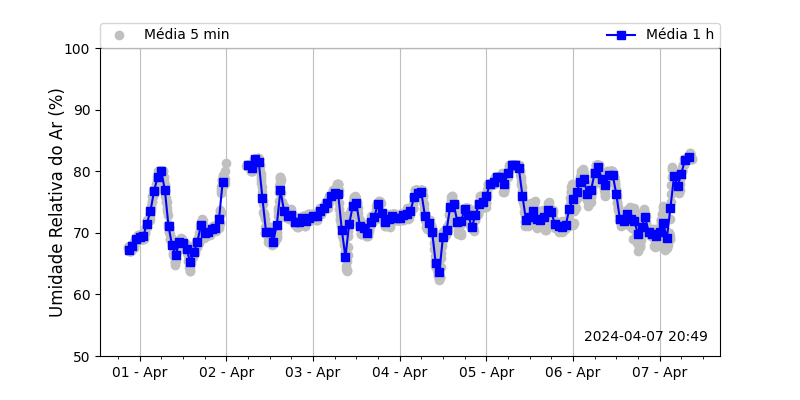 Média 5 min
Média 1 h
Umidade Relativa do Ar (%)
100
90
80
70
60
50
2024-04-07 20:49
01 - Apr
02 - Apr
03 - Apr
04 - Apr
05 - Apr
06 - Apr
07 - Apr